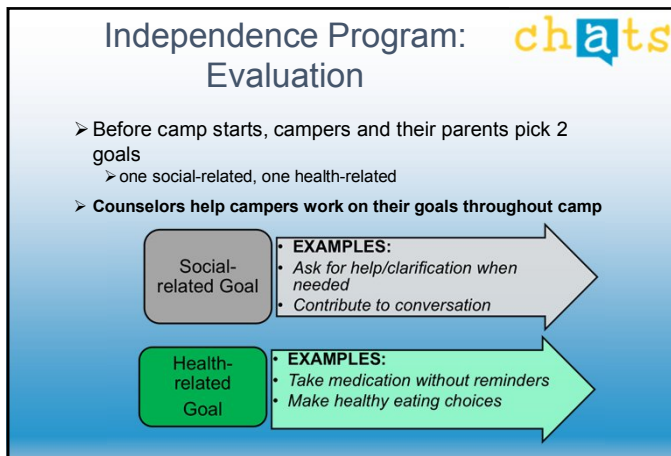 Independence Program:
Evaluation
chats
➢ Before camp starts, campers and their parents pick 2
goals
➢ one social-related, one health-related
➢ Counselors help campers work on their goals throughout camp
Social-
related Goal
• EXAMPLES:
• Ask for help/clarification when
needed
• Contribute to conversation
Health-
related
Goal
• EXAMPLES:
• Take medication without reminders
• Make healthy eating choices